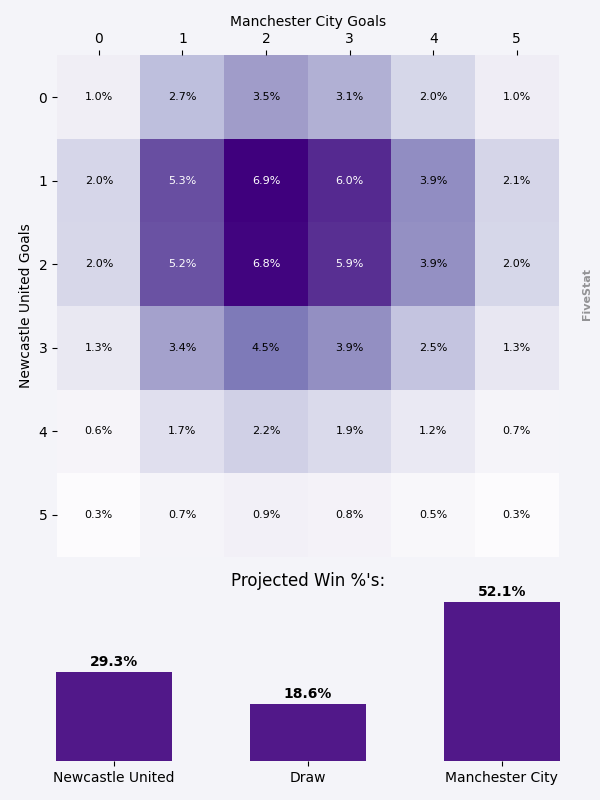 Manchester City Goals
0 1 2 3 4 5
0 1.0% 2.7% 3.5% 3.1% 2.0% 1.0%
1 2.0% 5.3% 6.9% 6.0% 3.9% 2.1%
2 2.0% 5.2% 6.8% 5.9% 3.9% 2.0%
3 1.3% 3.4% 4.5% 3.9% 2.5% 1.3%
4 0.6% 1.7% 2.2% 1.9% 1.2% 0.7%
5 0.3% 0.7% 0.9% 0.8% 0.5% 0.3%
Newcastle United Goals
FiveStat
Projected Win %'s:
29.3% 18.6% 52.1%
Newcastle United Draw Manchester City